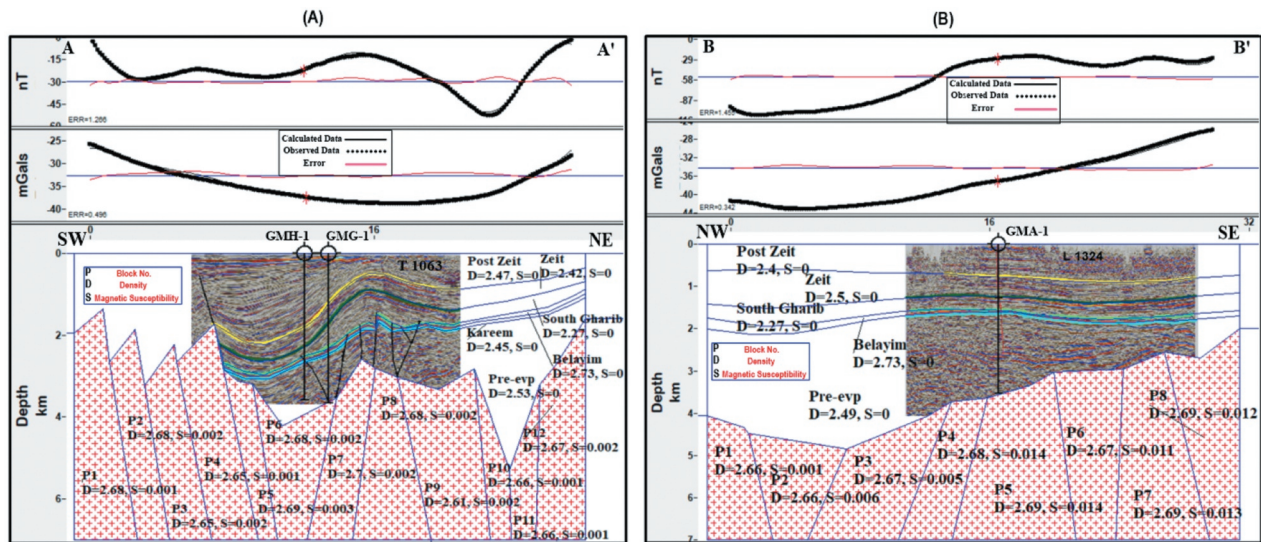 (A)
A
A'
nT
0
-15
-30
-45
60
ERR=1.266
Calculated Data
Observed Data
Error
mGals
-25
-30
-35
-40
ERR=0.496
SW
0
GMH-1
GMG-1
16
NE
T 1063
P Block No.
D Density
S Magnetic Susceptibility
Depth
km
0
2
4
6
Post Zeit
D=2.47, S=0
Zeit
D=2.42, S=0
South Gharib
D=2.27, S=0
Kareem
D=2.45, S=0
Belayim
D=2.73, S=0
Pre-evp
D=2.53, S=0
P1
D=2.68, S=0.001
P2
D=2.68, S=0.002
P3
D=2.65, S=0.002
P4
D=2.65, S=0.001
P5
D=2.69, S=0.003
P6
D=2.68, S=0.002
P7
D=2.7, S=0.002
P8
D=2.68, S=0.002
P9
D=2.61, S=0.002
P10
D=2.66, S=0.001
P11
D=2.66, S=0.001
P12
D=2.67, S=0.002
(B)
B
B'
nT
0
-29
-58
-87
Calculated Data
Observed Data
Error
mGals
-28
-34
-39
44
ERR=0.342
NW
0
16
GMA-1
32
SE
L 1324
Depth
km
0
1
2
3
4
5
6
7
Post Zeit
D=2.4, S=0
Zeit
D=2.5, S=0
South Gharib
D=2.27, S=0
Belayim
D=2.73, S=0
P Block No.
D Density
S Magnetic Susceptibility
Pre-evp
D=2.49, S=0
P1
D=2.66, S=0.001
P2
D=2.66, S=0.006
P3
D=2.67, S=0.005
P4
D=2.68, S=0.014
P5
D=2.69, S=0.014
P6
D=2.67, S=0.011
P7
D=2.69, S=0.013
P8
D=2.69, S=0.012